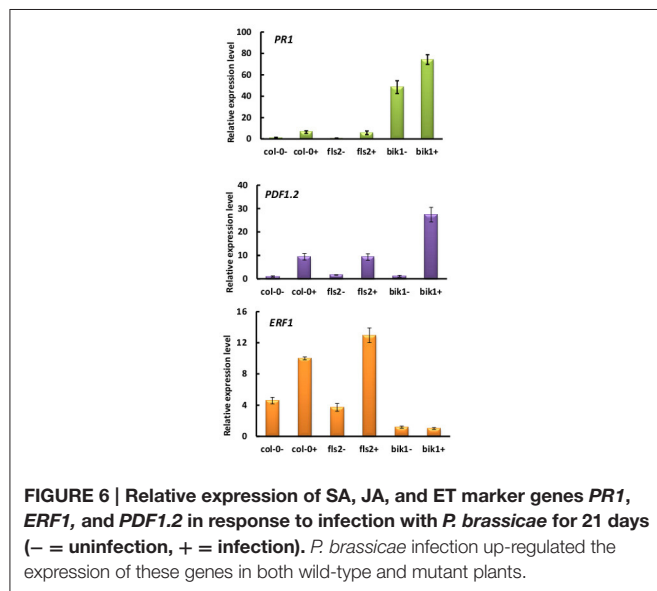 PR1
Relative expression level
100
80
60
40
20
0
col-0- col-0+ fls2- fls2+ bik1- bik1+
PDF1.2
Relative expression level
40
30
20
10
0
col-0- col-0+ fls2- fls2+ bik1- bik1+
ERF1
Relative expression level
16
12
8
4
0
col-0- col-0+ fls2- fls2+ bik1- bik1+
FIGURE 6 | Relative expression of SA, JA, and ET marker genes PR1,
ERF1, and PDF1.2 in response to infection with P. brassicae for 21 days
(− = uninfection, + = infection). P. brassicae infection up-regulated the
expression of these genes in both wild-type and mutant plants.